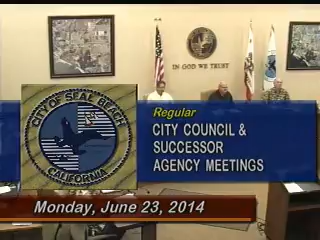 IN GOD WE TRUST
CITY OF SEAL BEACH
CALIFORNIA
Regular
CITY COUNCIL &
SUCCESSOR
AGENCY MEETINGS
Monday, June 23, 2014